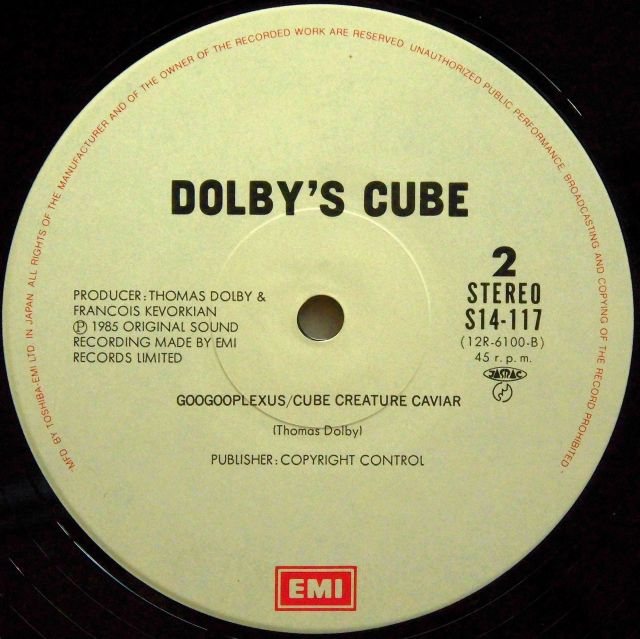 "MFD BY TOSHIBA-EMI LTD. IN JAPAN ALL RIGHTS OF THE MANUFACTURER AND OF THE OWNER OF THE RECORDED WORK ARE RESERVED UNAUTHORIZED PUBLIC PERFORMANCE BROADCASTING AND COPYING OF THE RECORD PROHIBITED"
DOLBY'S CUBE
PRODUCER: THOMAS DOLBY &
FRANCOIS KEVORKIAN
Ⓟ 1985 ORIGINAL SOUND
RECORDING MADE BY EMI
RECORDS LIMITED
2
STEREO
S14-117
(12R-6100-B)
45 r.p.m.
JASRAC
GOOGOOPLEXUS/CUBE CREATURE CAVIAR
(Thomas Dolby)
PUBLISHER: COPYRIGHT CONTROL
EMI